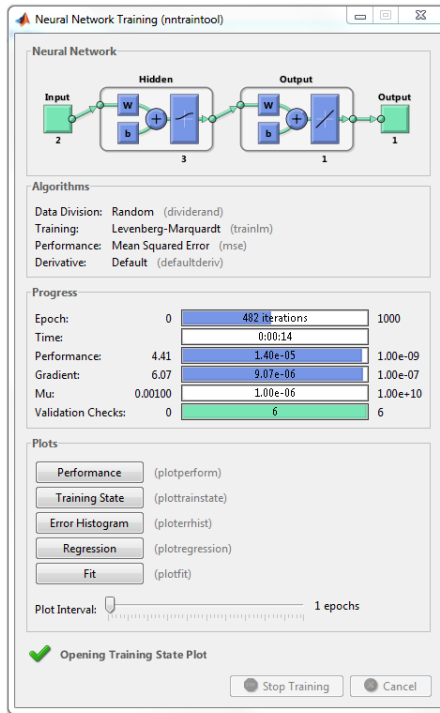 Neural Network Training (nntraintool)
Neural Network
Hidden Output
Input Output
W W
b b
+ +
2 3 1 1
Algorithms
Data Division: Random (dividerand)
Training: Levenberg-Marquardt (trainlm)
Performance: Mean Squared Error (mse)
Derivative: Default (defaultderiv)
Progress
Epoch: 0 482 iterations 1000
Time: 0:00:14
Performance: 4.41 1.40e-05 1.00e-09
Gradient: 6.07 9.07e-06 1.00e-07
Mu: 0.00100 1.00e-06 1.00e+10
Validation Checks: 0 6 6
Plots
Performance (plotperform)
Training State (plottrainstate)
Error Histogram (ploterrhist)
Regression (plotregression)
Fit (plotfit)
Plot Interval: 1 epochs
Opening Training State Plot
Stop Training Cancel